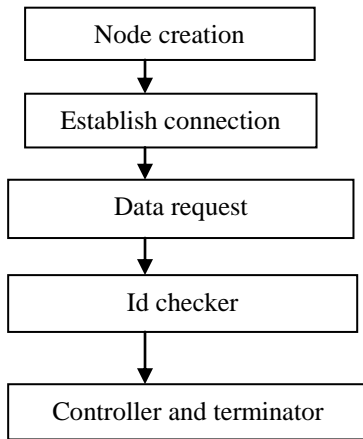 Node creation
Establish connection
Data request
Id checker
Controller and terminator